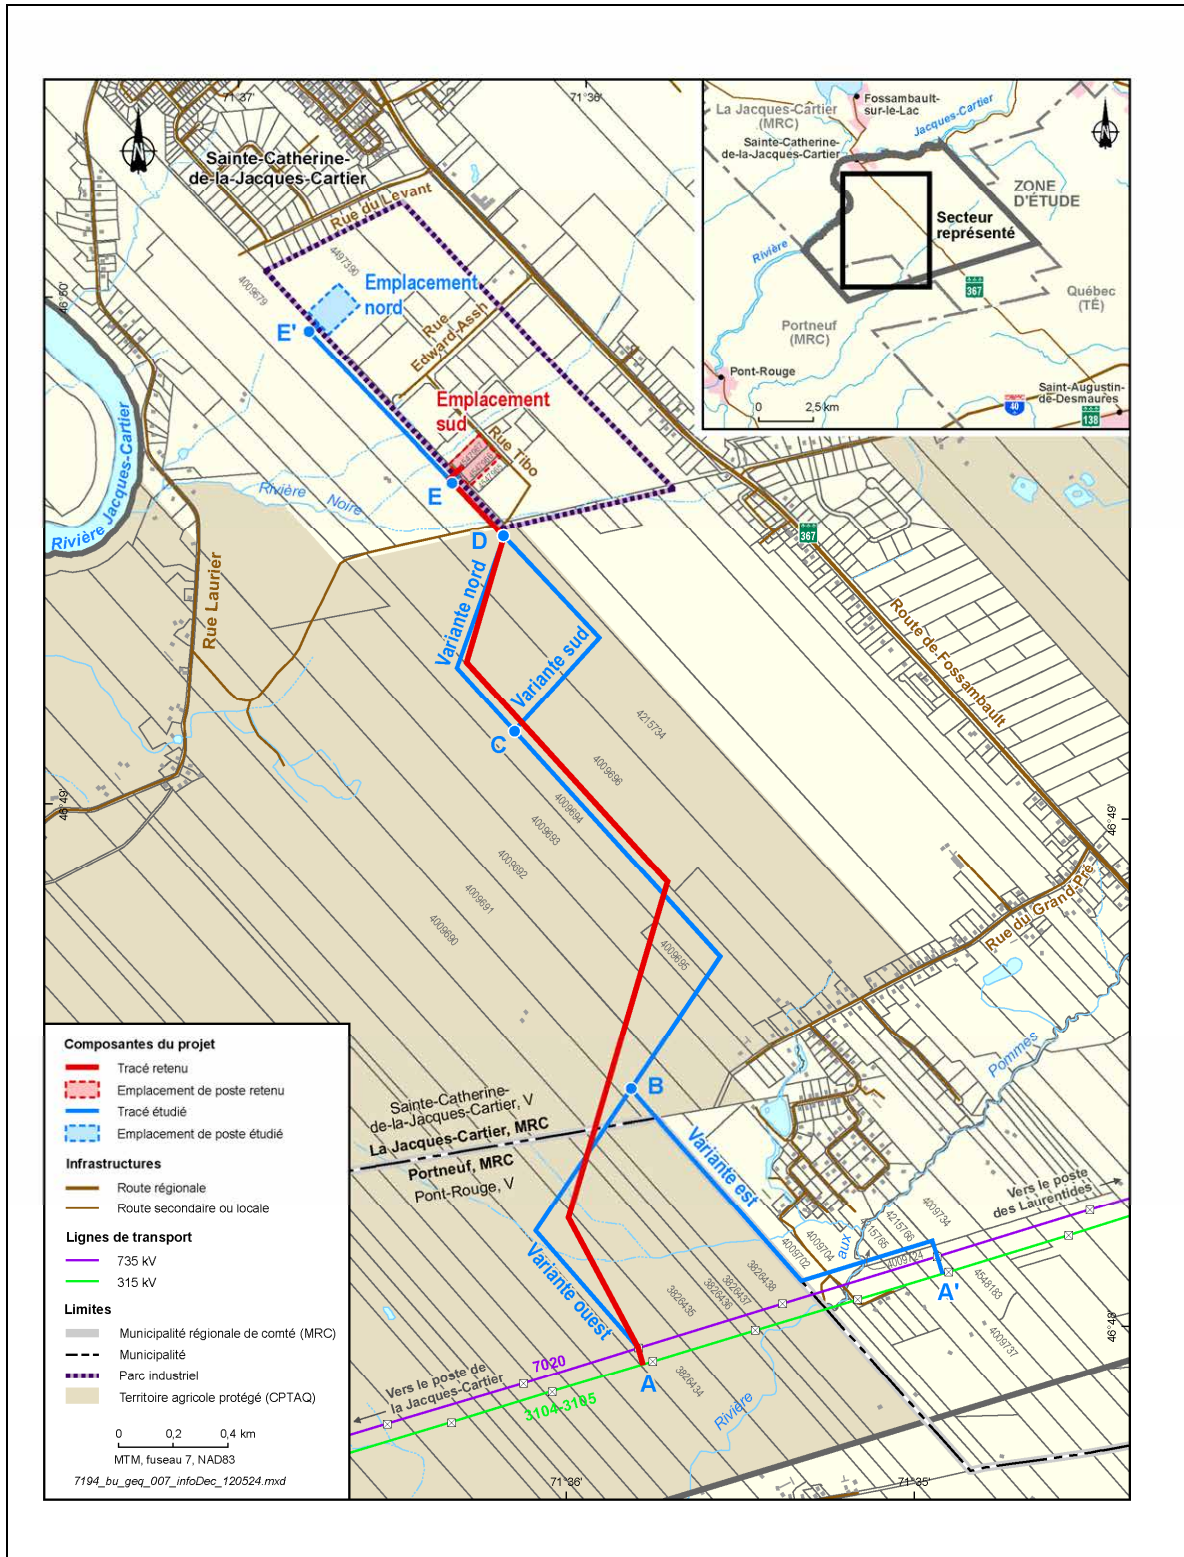 71°37'
71°36'
Sainte-Catherine-
de-la-Jacques-Cartier
Rue du Levant
4497390
4009679
46°50'
Emplacement
nord
Rue
Edward-Assh
E'
Emplacement
sud
Rue Tibo
4547967
4547966
4547965
E
D
Rivière
Noire
Rivière Jacques-Cartier
Rue Laurier
Variante nord
Variante sud
C
367
Route de Fossambault
4215734
4009696
4009694
4009693
4009692
4009691
4009690
4009695
46°49'
46°49'
Rue du Grand-Pré
B
Sainte-Catherine-
de-la-Jacques-Cartier, V
La Jacques-Cartier, MRC
Portneuf, MRC
Pont-Rouge, V
Variante est
Variante ouest
Rivière
aux
Pommes
Vers le poste
des Laurentides
4009702
4009704
4215765
4215766
4009734
4009724
A'
4548183
4009737
3826438
3826437
3826436
3826435
3826434
46°48'
A
7020
3104-3105
Vers le poste de
la Jacques-Cartier
71°36'
71°35'
La Jacques-Cartier
(MRC)
Fossambault-
sur-le-Lac
Jacques-Cartier
Sainte-Catherine-
de-la-Jacques-Cartier
ZONE
D'ÉTUDE
Secteur
représenté
Rivière
367
Québec
(TÉ)
Portneuf
(MRC)
Pont-Rouge
Saint-Augustin-
de-Desmaures
40
138
0 2,5 km
Composantes du projet
Tracé retenu
Emplacement de poste retenu
Tracé étudié
Emplacement de poste étudié
Infrastructures
Route régionale
Route secondaire ou locale
Lignes de transport
735 kV
315 kV
Limites
Municipalité régionale de comté (MRC)
Municipalité
Parc industriel
Territoire agricole protégé (CPTAQ)
0 0,2 0,4 km
MTM, fuseau 7, NAD83
7194_bu_geq_007_infoDec_120524.mxd